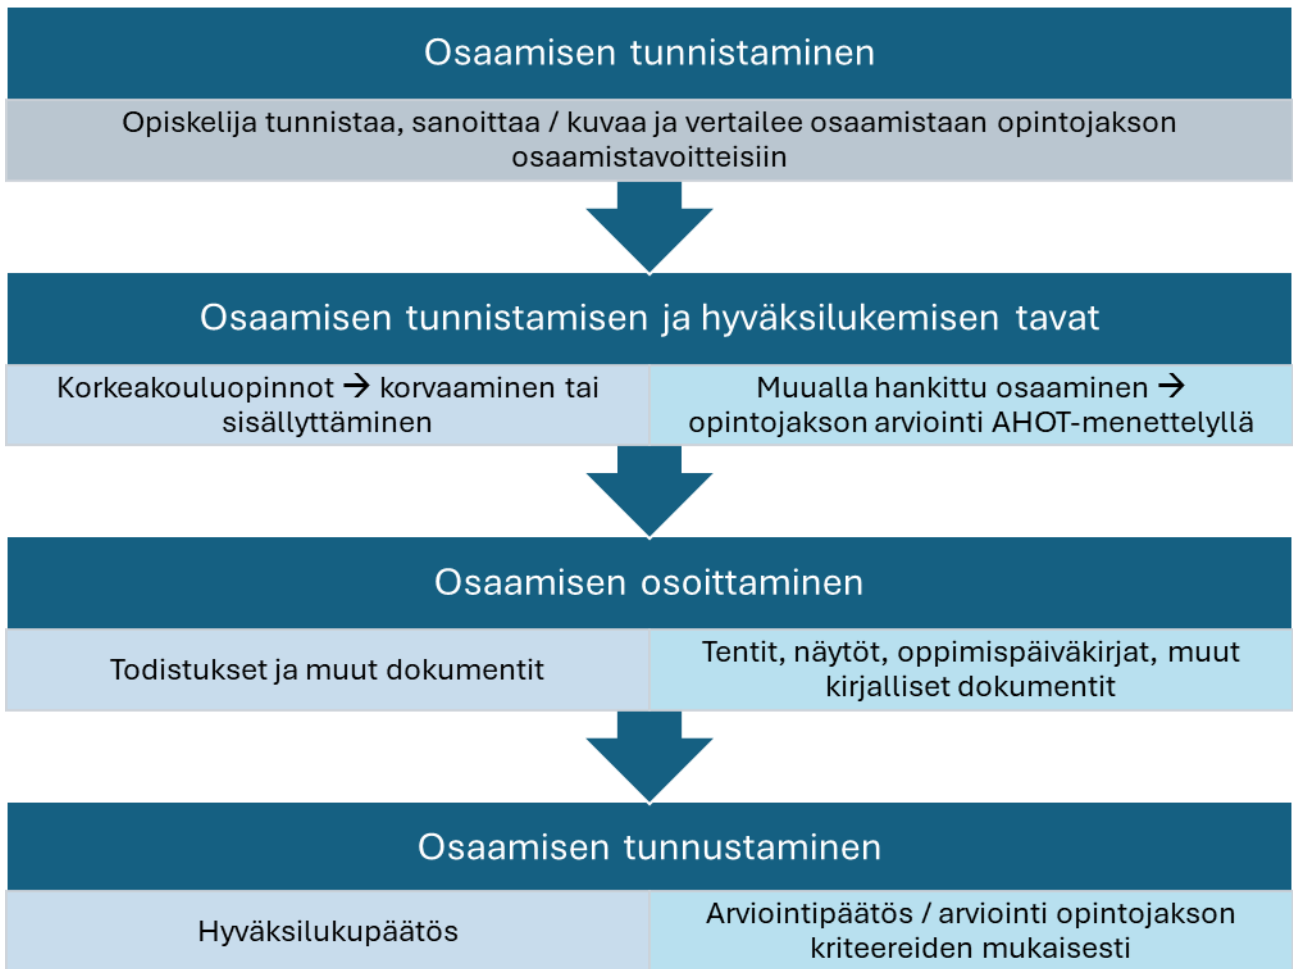 Osaamisen tunnistaminen
Opiskelija tunnistaa, sanoittaa / kuvaa ja vertailee osaamistaan opintojakson
osaamistavoitteisiin
Osaamisen tunnistamisen ja hyväksilukemisen tavat
Korkeakouluopinnot → korvaaminen tai
sisällyttäminen
Muualla hankittu osaaminen →
opintojakson arviointi AHOT-menettelyllä
Osaamisen osoittaminen
Todistukset ja muut dokumentit
Tentit, näytöt, oppimispäiväkirjat, muut
kirjalliset dokumentit
Osaamisen tunnustaminen
Hyväksilukupäätös
Arviointipäätös / arviointi opintojakson
kriteereiden mukaisesti